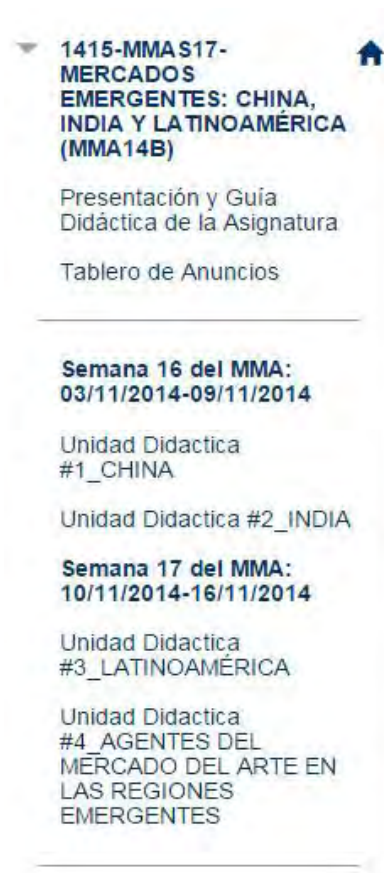 1415-MMAS17-
MERCADOS
EMERGENTES: CHINA,
INDIA Y LATINOAMÉRICA
(MMA14B)
Presentación y Guía
Didáctica de la Asignatura
Tablero de Anuncios
Semana 16 del MMA:
03/11/2014-09/11/2014
Unidad Didactica
#1_CHINA
Unidad Didactica #2_INDIA
Semana 17 del MMA:
10/11/2014-16/11/2014
Unidad Didactica
#3_LATINOAMÉRICA
Unidad Didactica
#4_AGENTES DEL
MERCADO DEL ARTE EN
LAS REGIONES
EMERGENTES